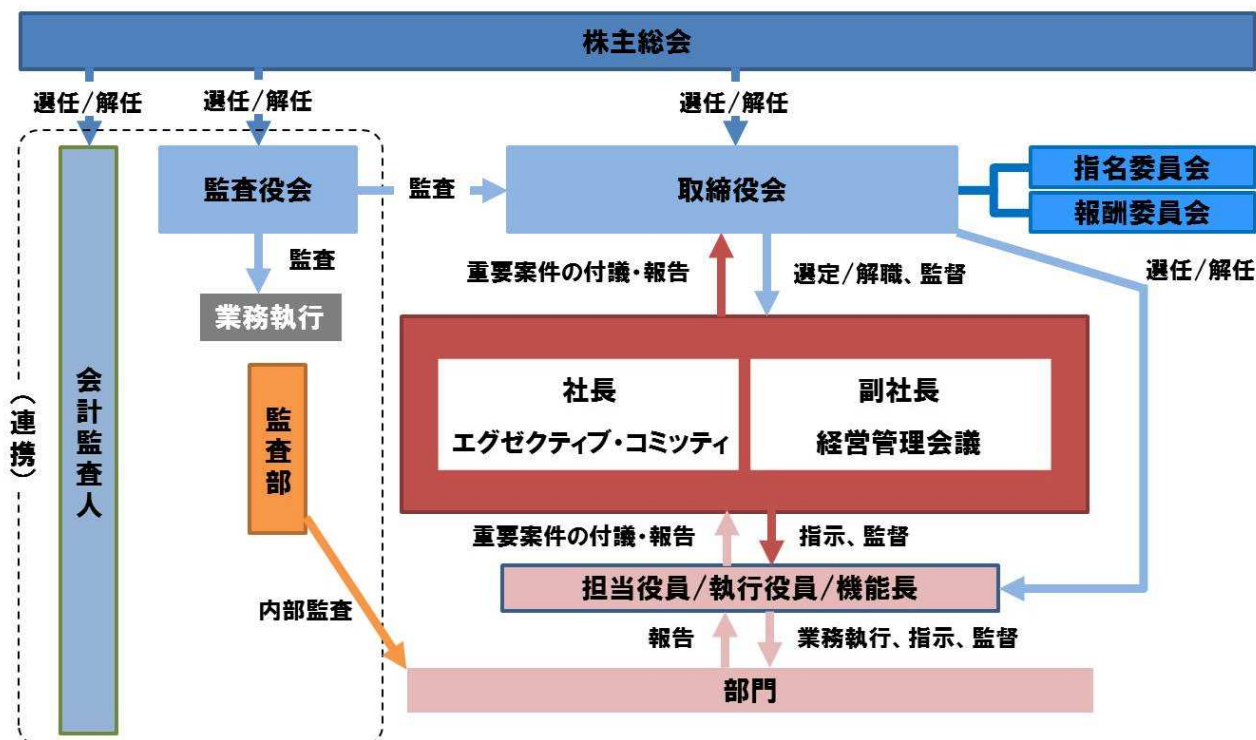 株主総会
選任/解任
選任/解任
選任/解任
監査役会
監査
取締役会
指名委員会
報酬委員会
監査
重要案件の付議・報告
選定/解職、監督
選任/解任
業務執行
(連携)
会計監査人
監査部
社長
エグゼクティブ・コミッティ
副社長
経営管理会議
重要案件の付議・報告
指示、監督
担当役員/執行役員/機能長
内部監査
報告
業務執行、指示、監督
部門